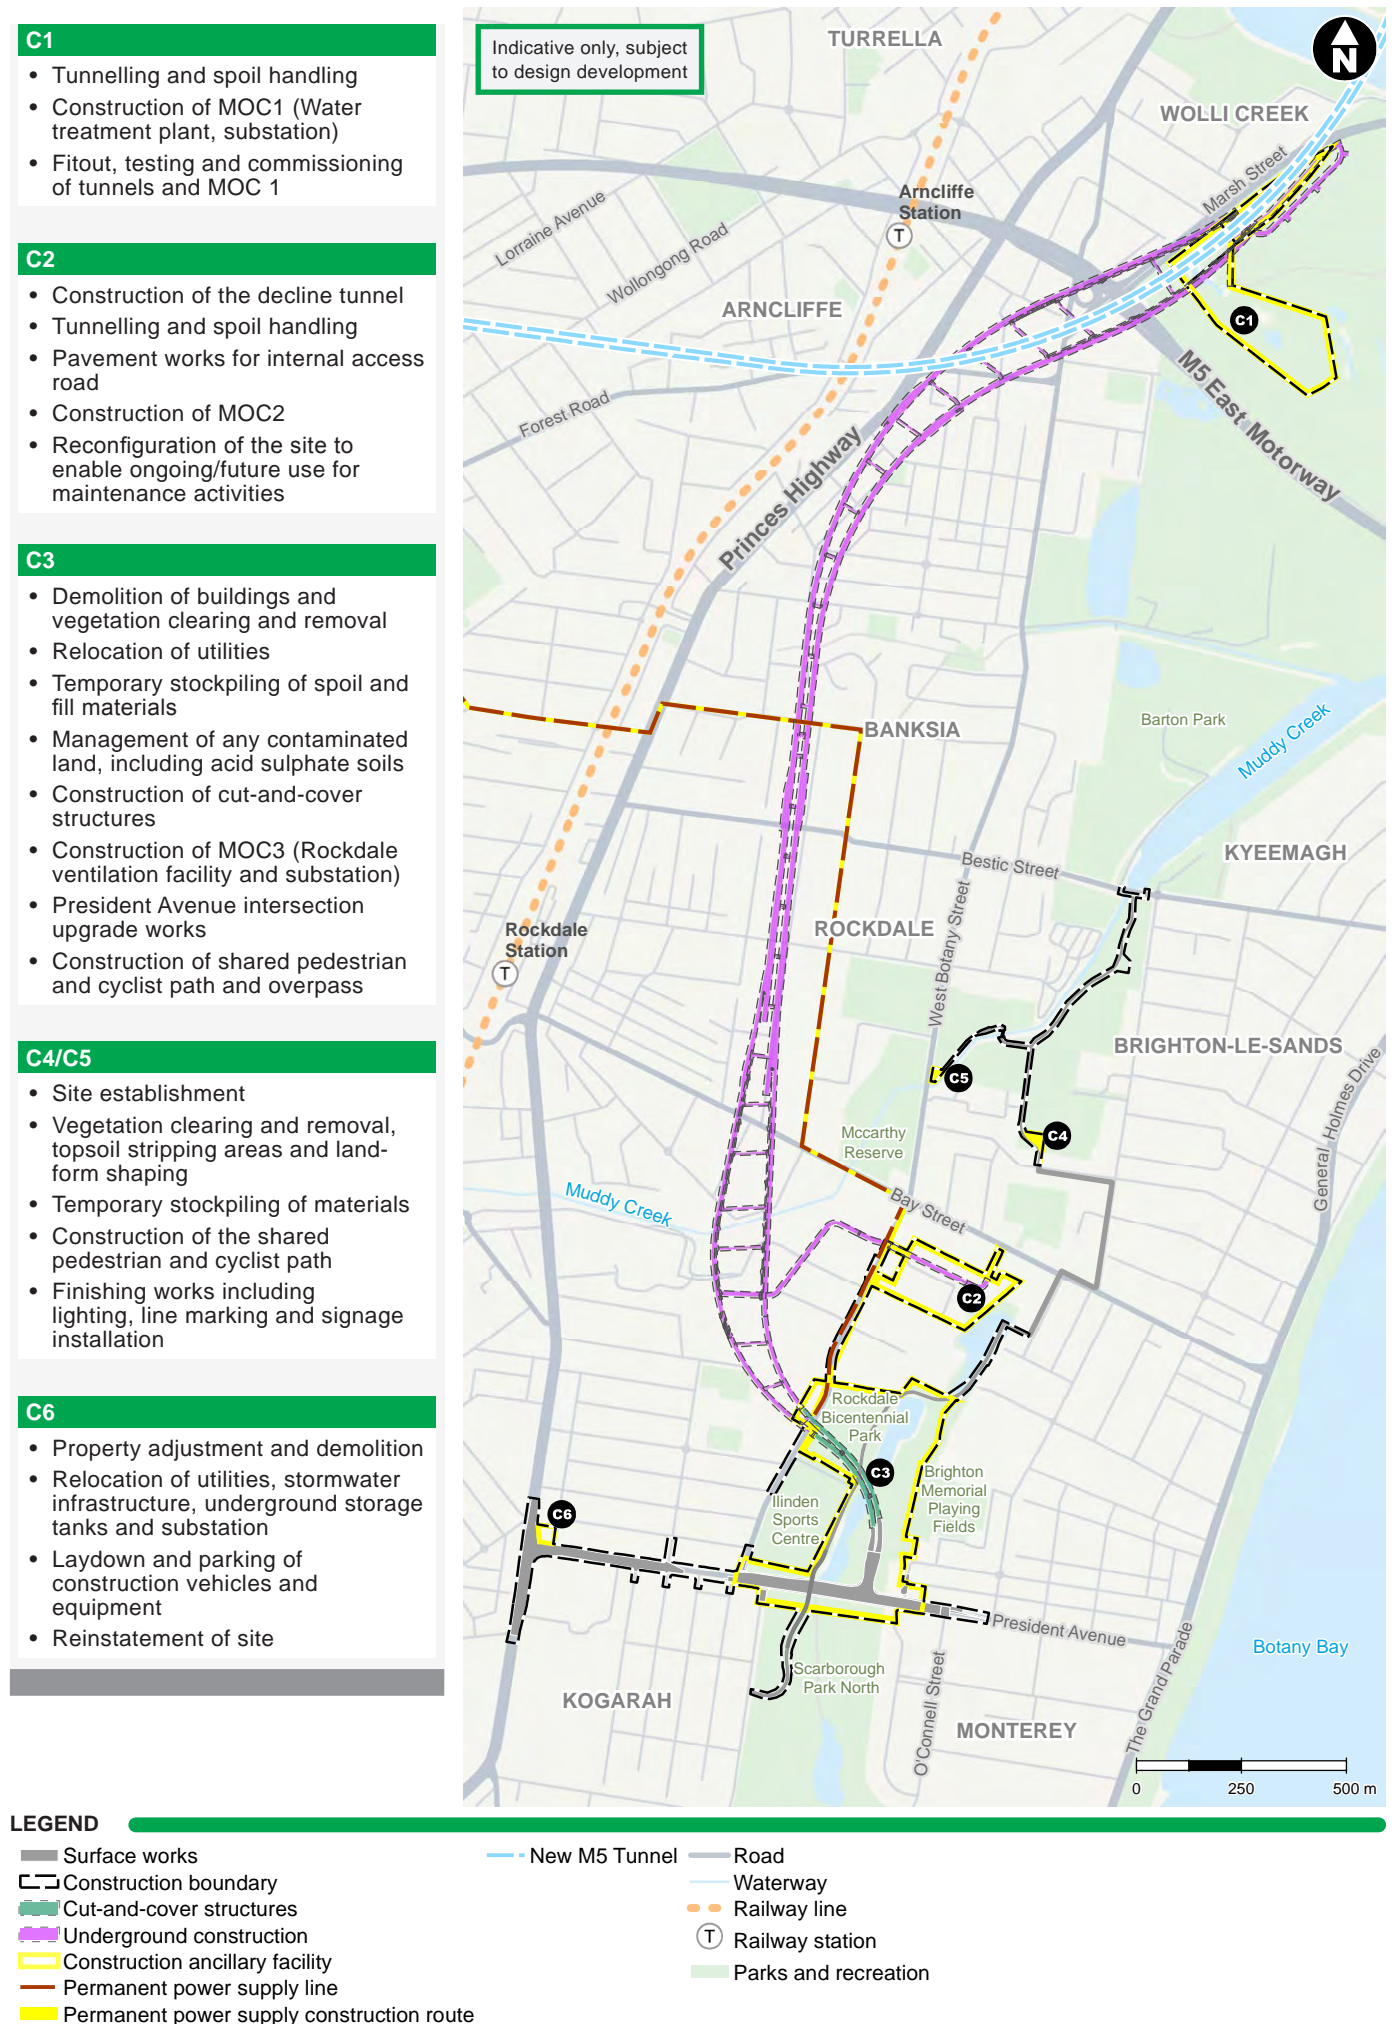 C1
• Tunnelling and spoil handling
• Construction of MOC1 (Water
treatment plant, substation)
• Fitout, testing and commissioning
of tunnels and MOC 1
C2
• Construction of the decline tunnel
• Tunnelling and spoil handling
• Pavement works for internal access
road
• Construction of MOC2
• Reconfiguration of the site to
enable ongoing/future use for
maintenance activities
C3
• Demolition of buildings and
vegetation clearing and removal
• Relocation of utilities
• Temporary stockpiling of spoil and
fill materials
• Management of any contaminated
land, including acid sulphate soils
• Construction of cut-and-cover
structures
• Construction of MOC3 (Rockdale
ventilation facility and substation)
• President Avenue intersection
upgrade works
• Construction of shared pedestrian
and cyclist path and overpass
C4/C5
• Site establishment
• Vegetation clearing and removal,
topsoil stripping areas and land-
form shaping
• Temporary stockpiling of materials
• Construction of the shared
pedestrian and cyclist path
• Finishing works including
lighting, line marking and signage
installation
C6
• Property adjustment and demolition
• Relocation of utilities, stormwater
infrastructure, underground storage
tanks and substation
• Laydown and parking of
construction vehicles and
equipment
• Reinstatement of site
Indicative only, subject
to design development
N
TURRELLA
WOLLI CREEK
Marsh Street
Arncliffe
Station
T
Lorraine Avenue
Wollongong Road
ARNCLIFFE
C1
M5 East Motorway
Forest Road
Princes Highway
BANKSIA
Barton Park
Muddy Creek
KYEEMAGH
Bestic Street
West Botany Street
ROCKDALE
Rockdale
Station
T
BRIGHTON-LE-SANDS
General Holmes Drive
C5
C4
Mccarthy
Reserve
Bay Street
Muddy Creek
C2
Rockdale
Bicentennial
Park
C3
Brighton
Memorial
Playing
Fields
Ilinden
Sports
Centre
C6
President Avenue
Scarborough
Park North
O'Connell Street
The Grand Parade
Botany Bay
KOGARAH
MONTEREY
0 250 500 m
LEGEND
Surface works
Construction boundary
Cut-and-cover structures
Underground construction
Construction ancillary facility
Permanent power supply line
Permanent power supply construction route
New M5 Tunnel
Road
Waterway
Railway line
T Railway station
Parks and recreation